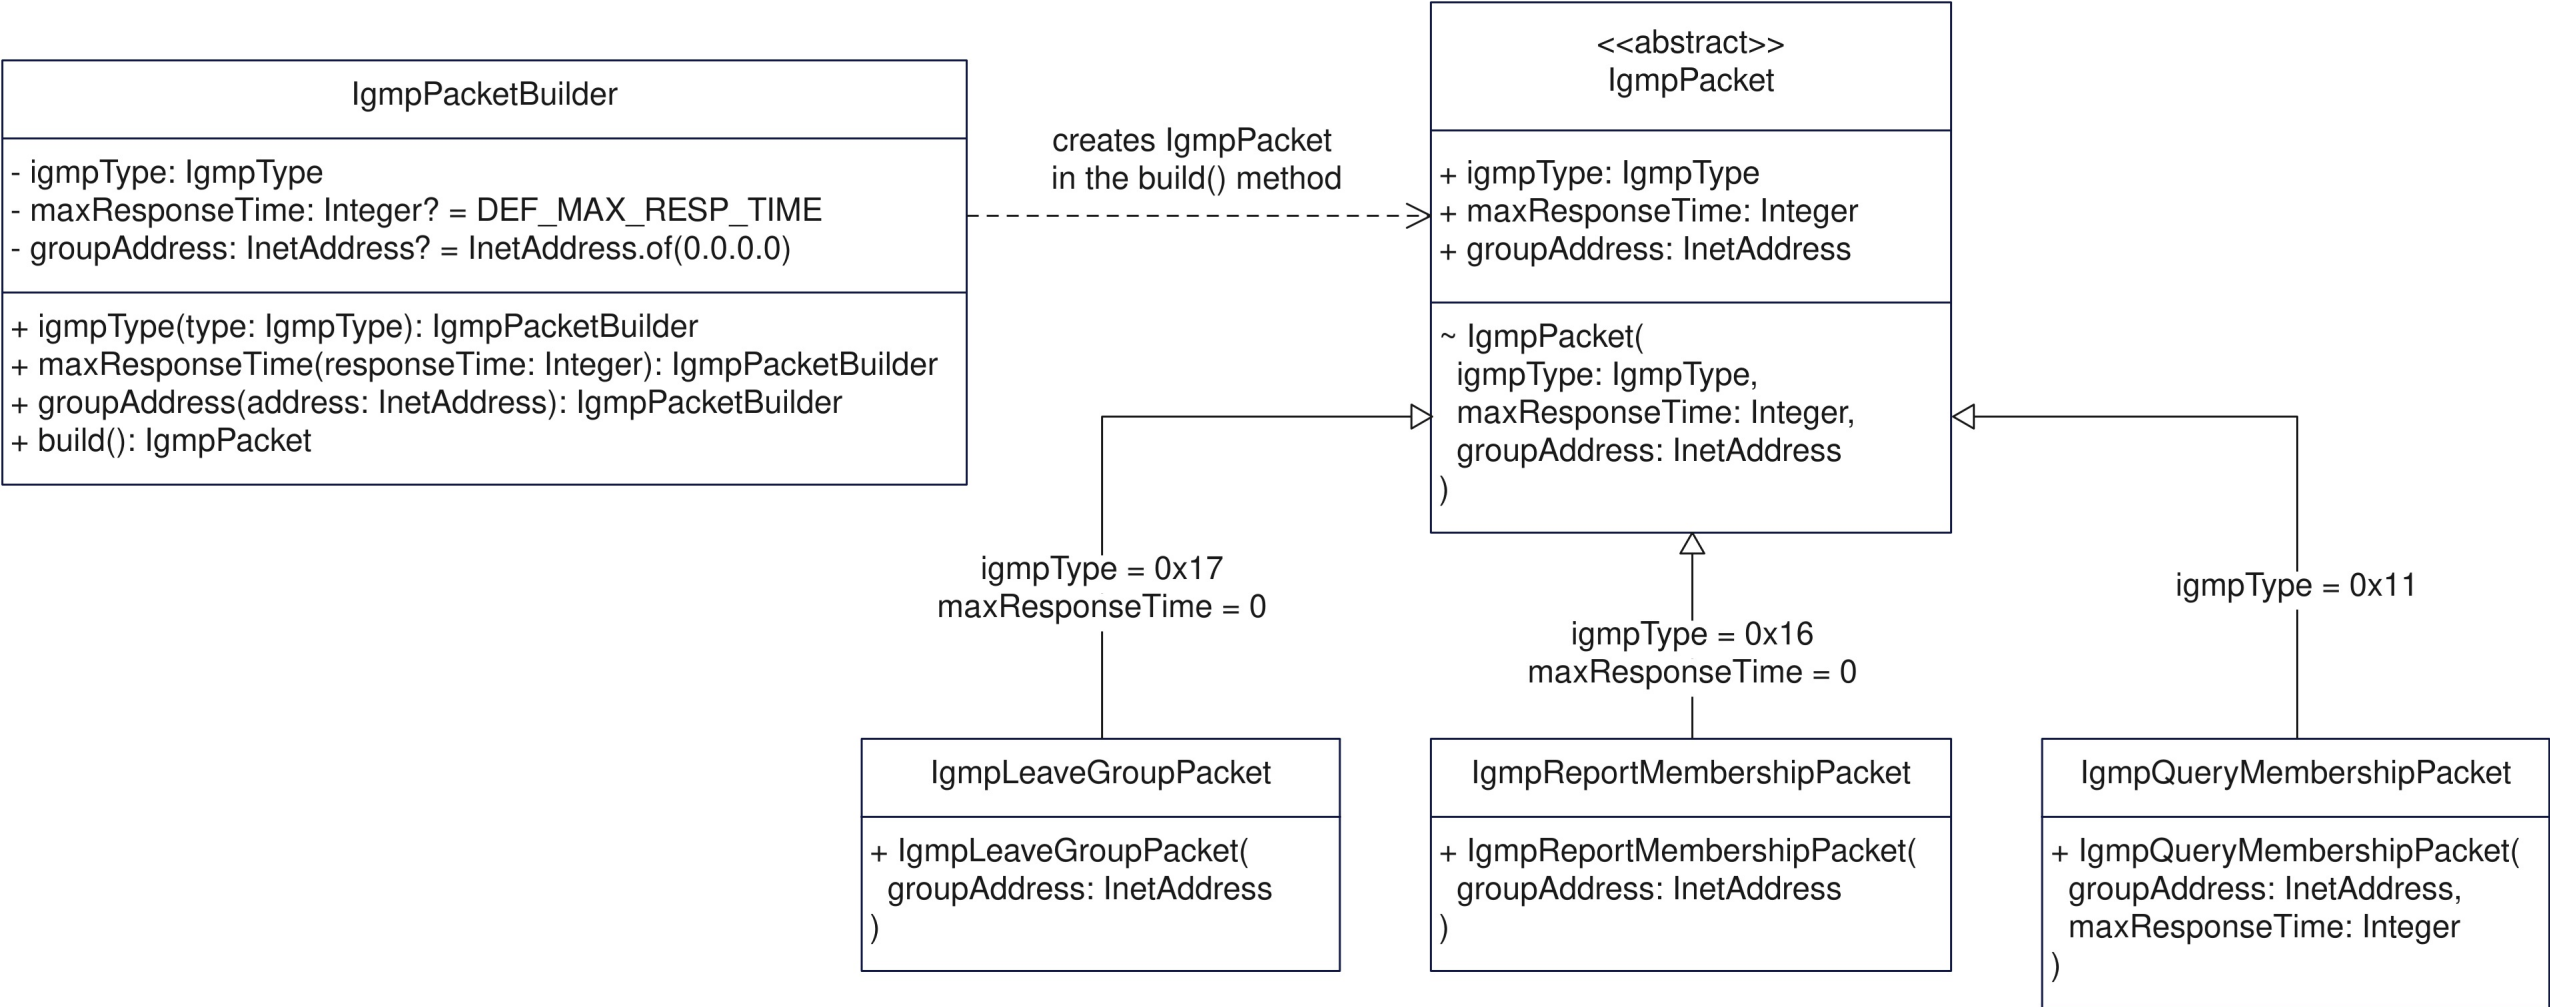 IgmpPacketBuilder
- igmpType: IgmpType
- maxResponseTime: Integer? = DEF_MAX_RESP_TIME
- groupAddress: InetAddress? = InetAddress.of(0.0.0.0)
+ igmpType(type: IgmpType): IgmpPacketBuilder
+ maxResponseTime(responseTime: Integer): IgmpPacketBuilder
+ groupAddress(address: InetAddress): IgmpPacketBuilder
+ build(): IgmpPacket
creates IgmpPacket
in the build() method
<<abstract>>
IgmpPacket
+ igmpType: IgmpType
+ maxResponseTime: Integer
+ groupAddress: InetAddress
~ IgmpPacket(
igmpType: IgmpType,
maxResponseTime: Integer,
groupAddress: InetAddress
)
igmpType = 0x17
maxResponseTime = 0
igmpType = 0x16
maxResponseTime = 0
igmpType = 0x11
IgmpLeaveGroupPacket
+ IgmpLeaveGroupPacket(
groupAddress: InetAddress
)
IgmpReportMembershipPacket
+ IgmpReportMembershipPacket(
groupAddress: InetAddress
)
IgmpQueryMembershipPacket
+ IgmpQueryMembershipPacket(
groupAddress: InetAddress,
maxResponseTime: Integer
)